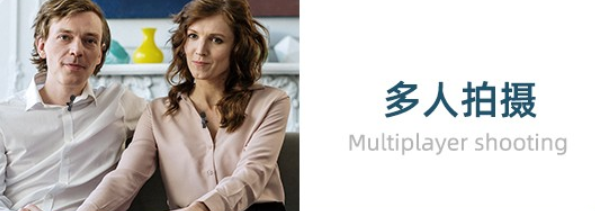 多人拍摄
Multiplayer shooting